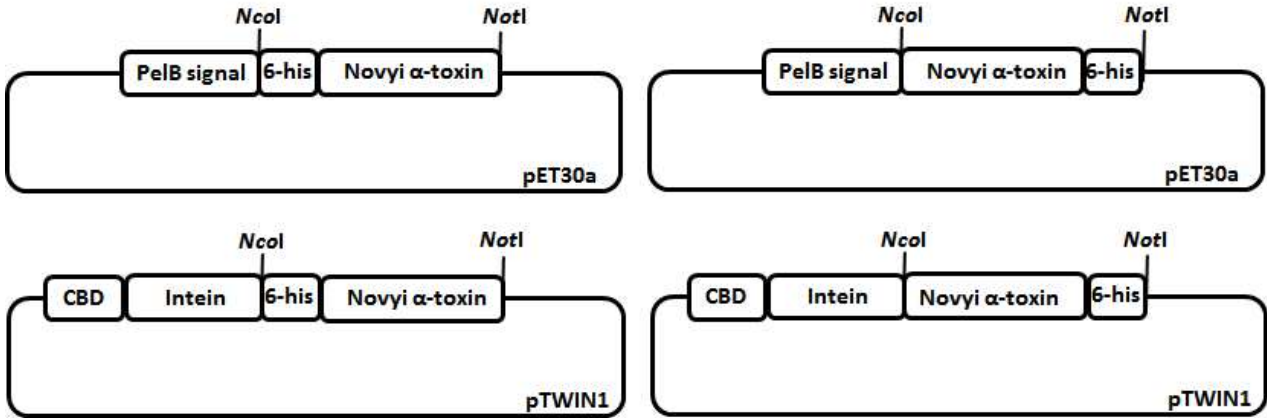 NcoI NotI
PelB signal 6-his Novyi α-toxin
pET30a
NcoI NotI
PelB signal Novyi α-toxin 6-his
pET30a
NcoI NotI
CBD Intein 6-his Novyi α-toxin
pTWIN1
NcoI NotI
CBD Intein Novyi α-toxin 6-his
pTWIN1